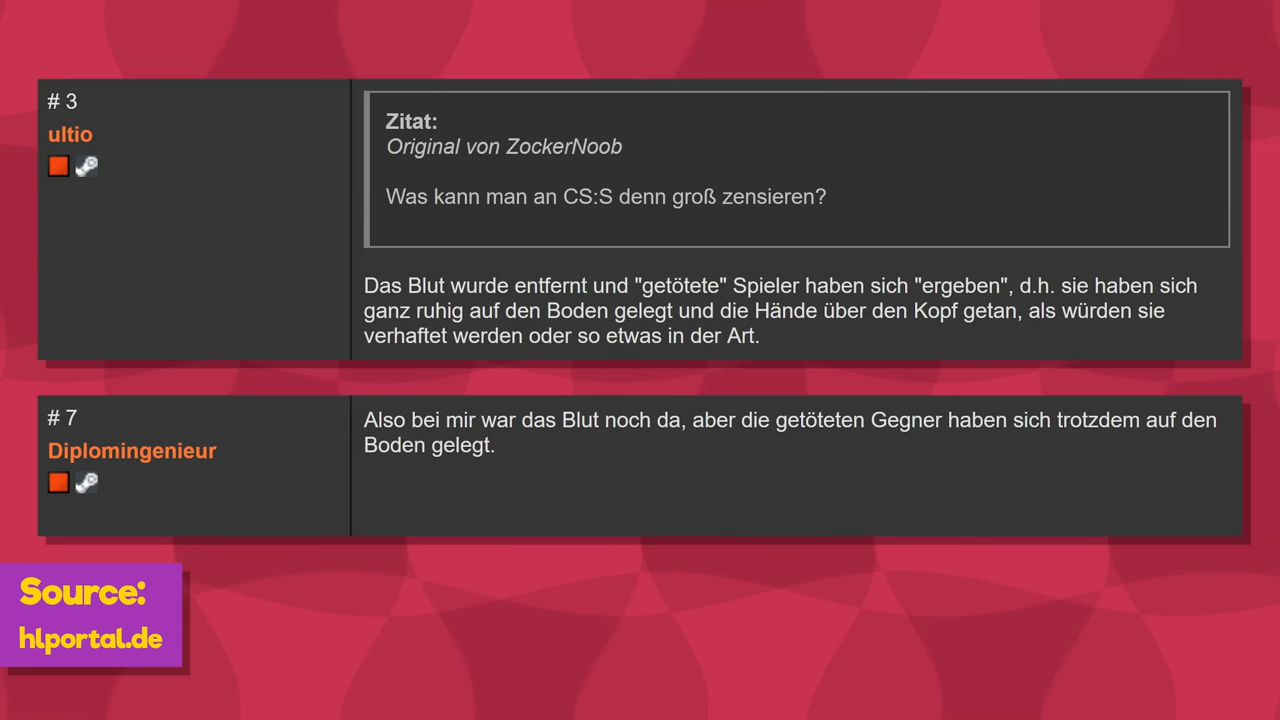 # 3
ultio
Zitat:
Original von ZockerNoob
Was kann man an CS:S denn groß zensieren?
Das Blut wurde entfernt und "getötete" Spieler haben sich "ergeben", d.h. sie haben sich
ganz ruhig auf den Boden gelegt und die Hände über den Kopf getan, als würden sie
verhaftet werden oder so etwas in der Art.
# 7
Diplomingenieur
Also bei mir war das Blut noch da, aber die getöteten Gegner haben sich trotzdem auf den
Boden gelegt.
Source:
hlportal.de